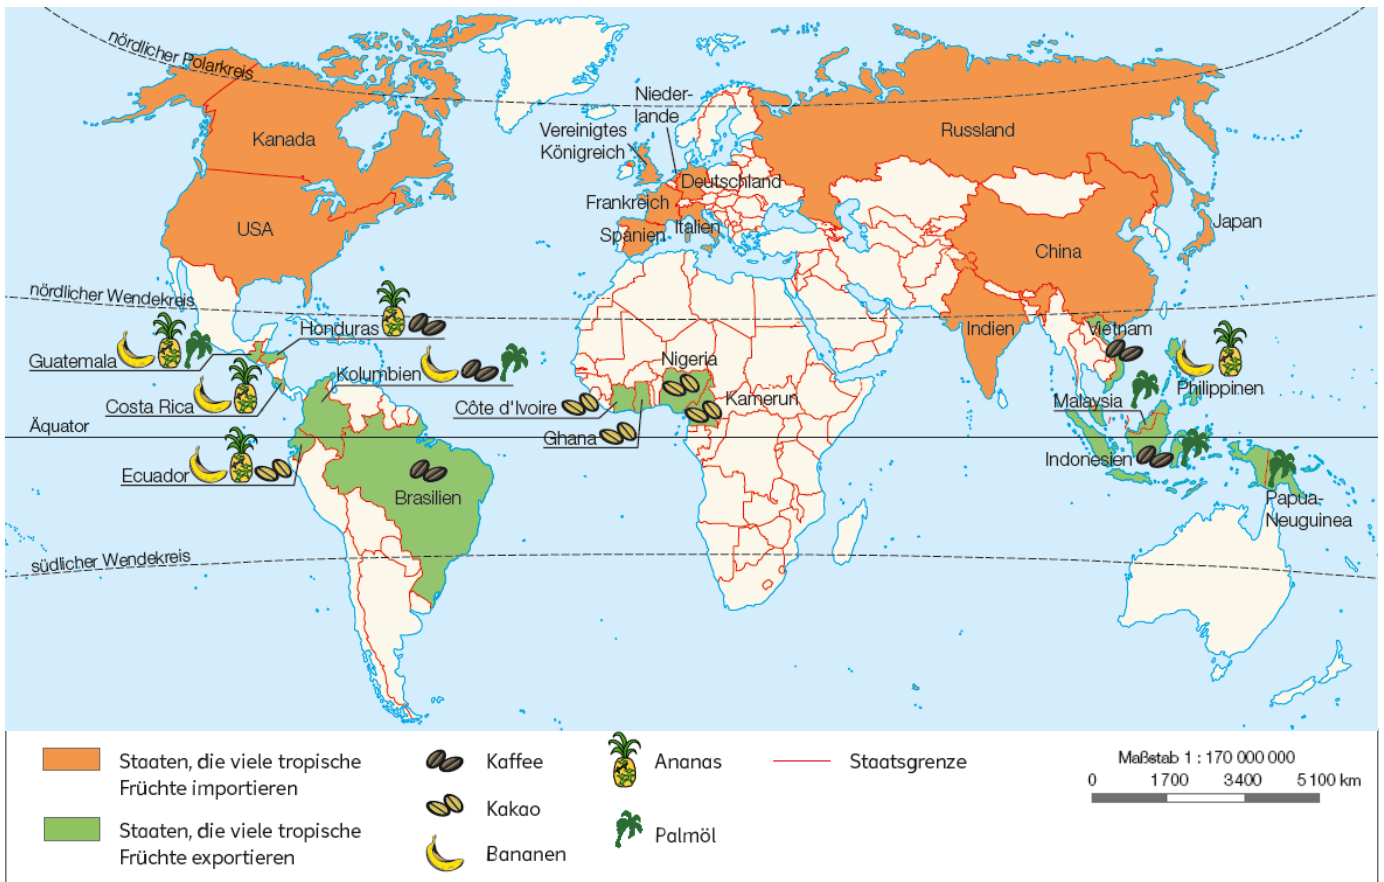 nördlicher Polarkreis
Nieder-
lande
Vereinigtes
Königreich
Kanada
Russland
Deutschland
Frankreich
USA
Spanien
Italien
Japan
China
nördlicher Wendekreis
Honduras
Indien
Vietnam
Guatemala
Kolumbien
Nigeria
Philippinen
Costa Rica
Côte d'Ivoire
Kamerun
Malaysia
Äquator
Ghana
Ecuador
Indonesien
Brasilien
Papua-
Neuguinea
südlicher Wendekreis
Staaten, die viele tropische
Früchte importieren
Staaten, die viele tropische
Früchte exportieren
Kaffee
Kakao
Bananen
Ananas
Palmöl
Staatsgrenze
Maßstab 1 : 170 000 000
0 1700 3400 5100 km